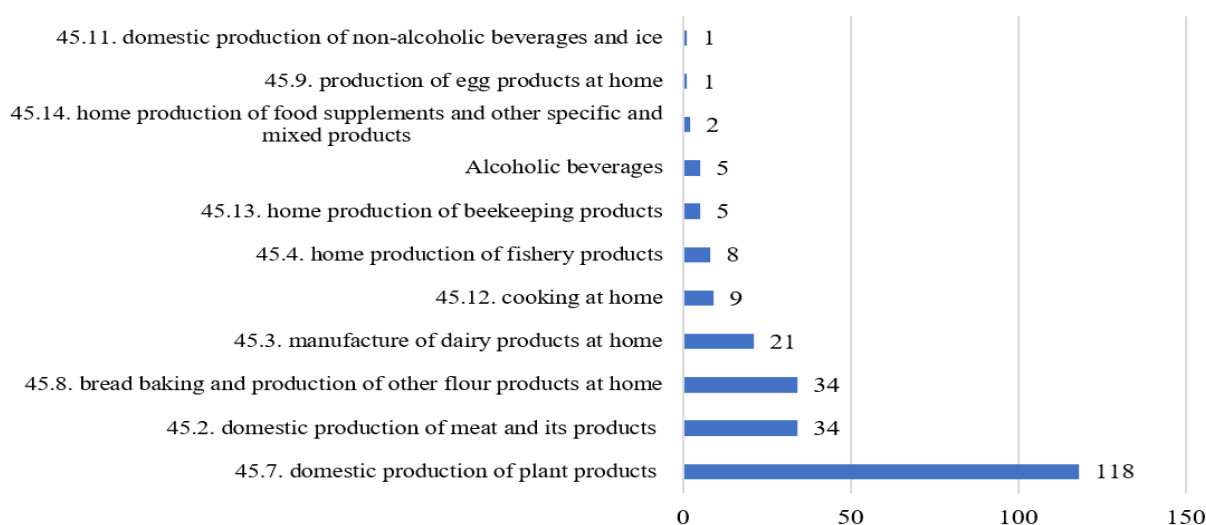 45.11. domestic production of non-alcoholic beverages and ice 1
45.9. production of egg products at home 1
45.14. home production of food supplements and other specific and
mixed products 2
Alcoholic beverages 5
45.13. home production of beekeeping products 5
45.4. home production of fishery products 8
45.12. cooking at home 9
45.3. manufacture of dairy products at home 21
45.8. bread baking and production of other flour products at home 34
45.2. domestic production of meat and its products 34
45.7. domestic production of plant products 118
0 50 100 150